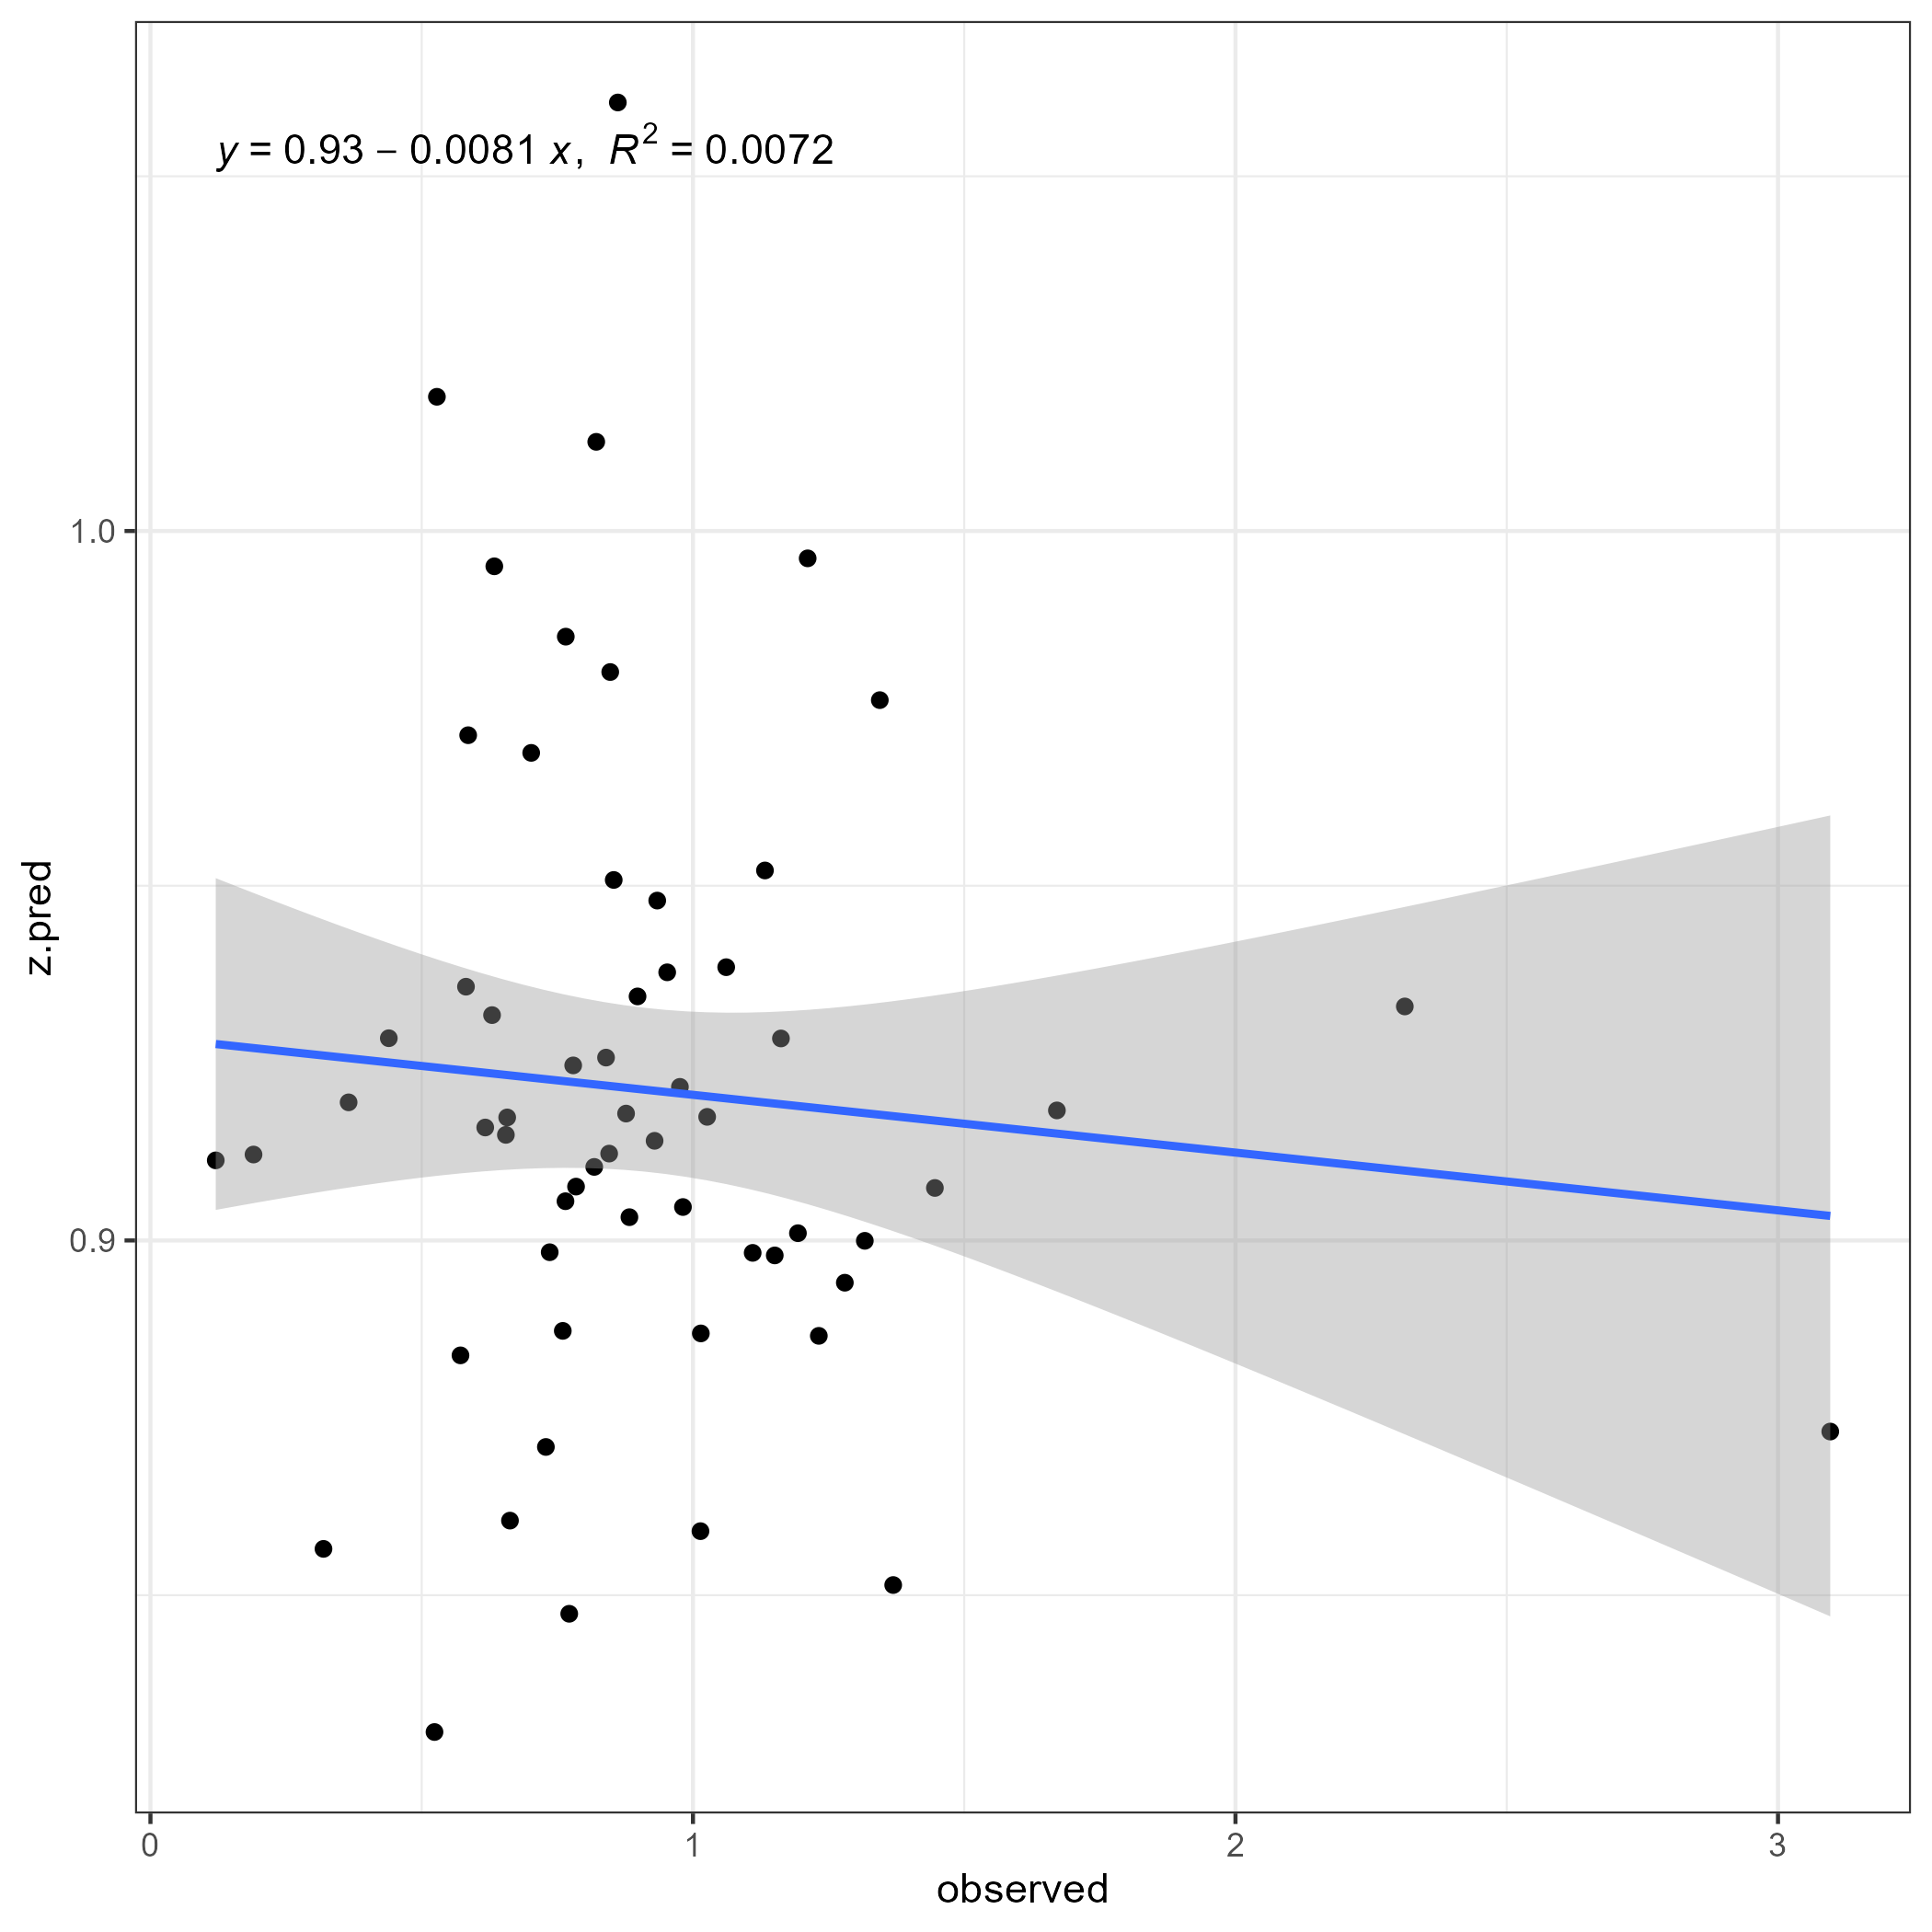 y = 0.93 – 0.0081 x, R² = 0.0072
1.0
0.9
z.pred
0 1 2 3
observed